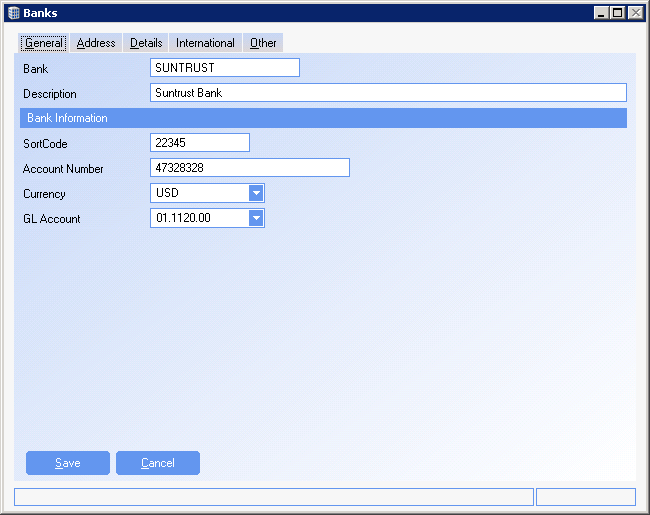 Banks
General Address Details International Other
Bank SUNTRUST
Description Suntrust Bank
Bank Information
SortCode 22345
Account Number 47328328
Currency USD
GL Account 01.1120.00
Save Cancel